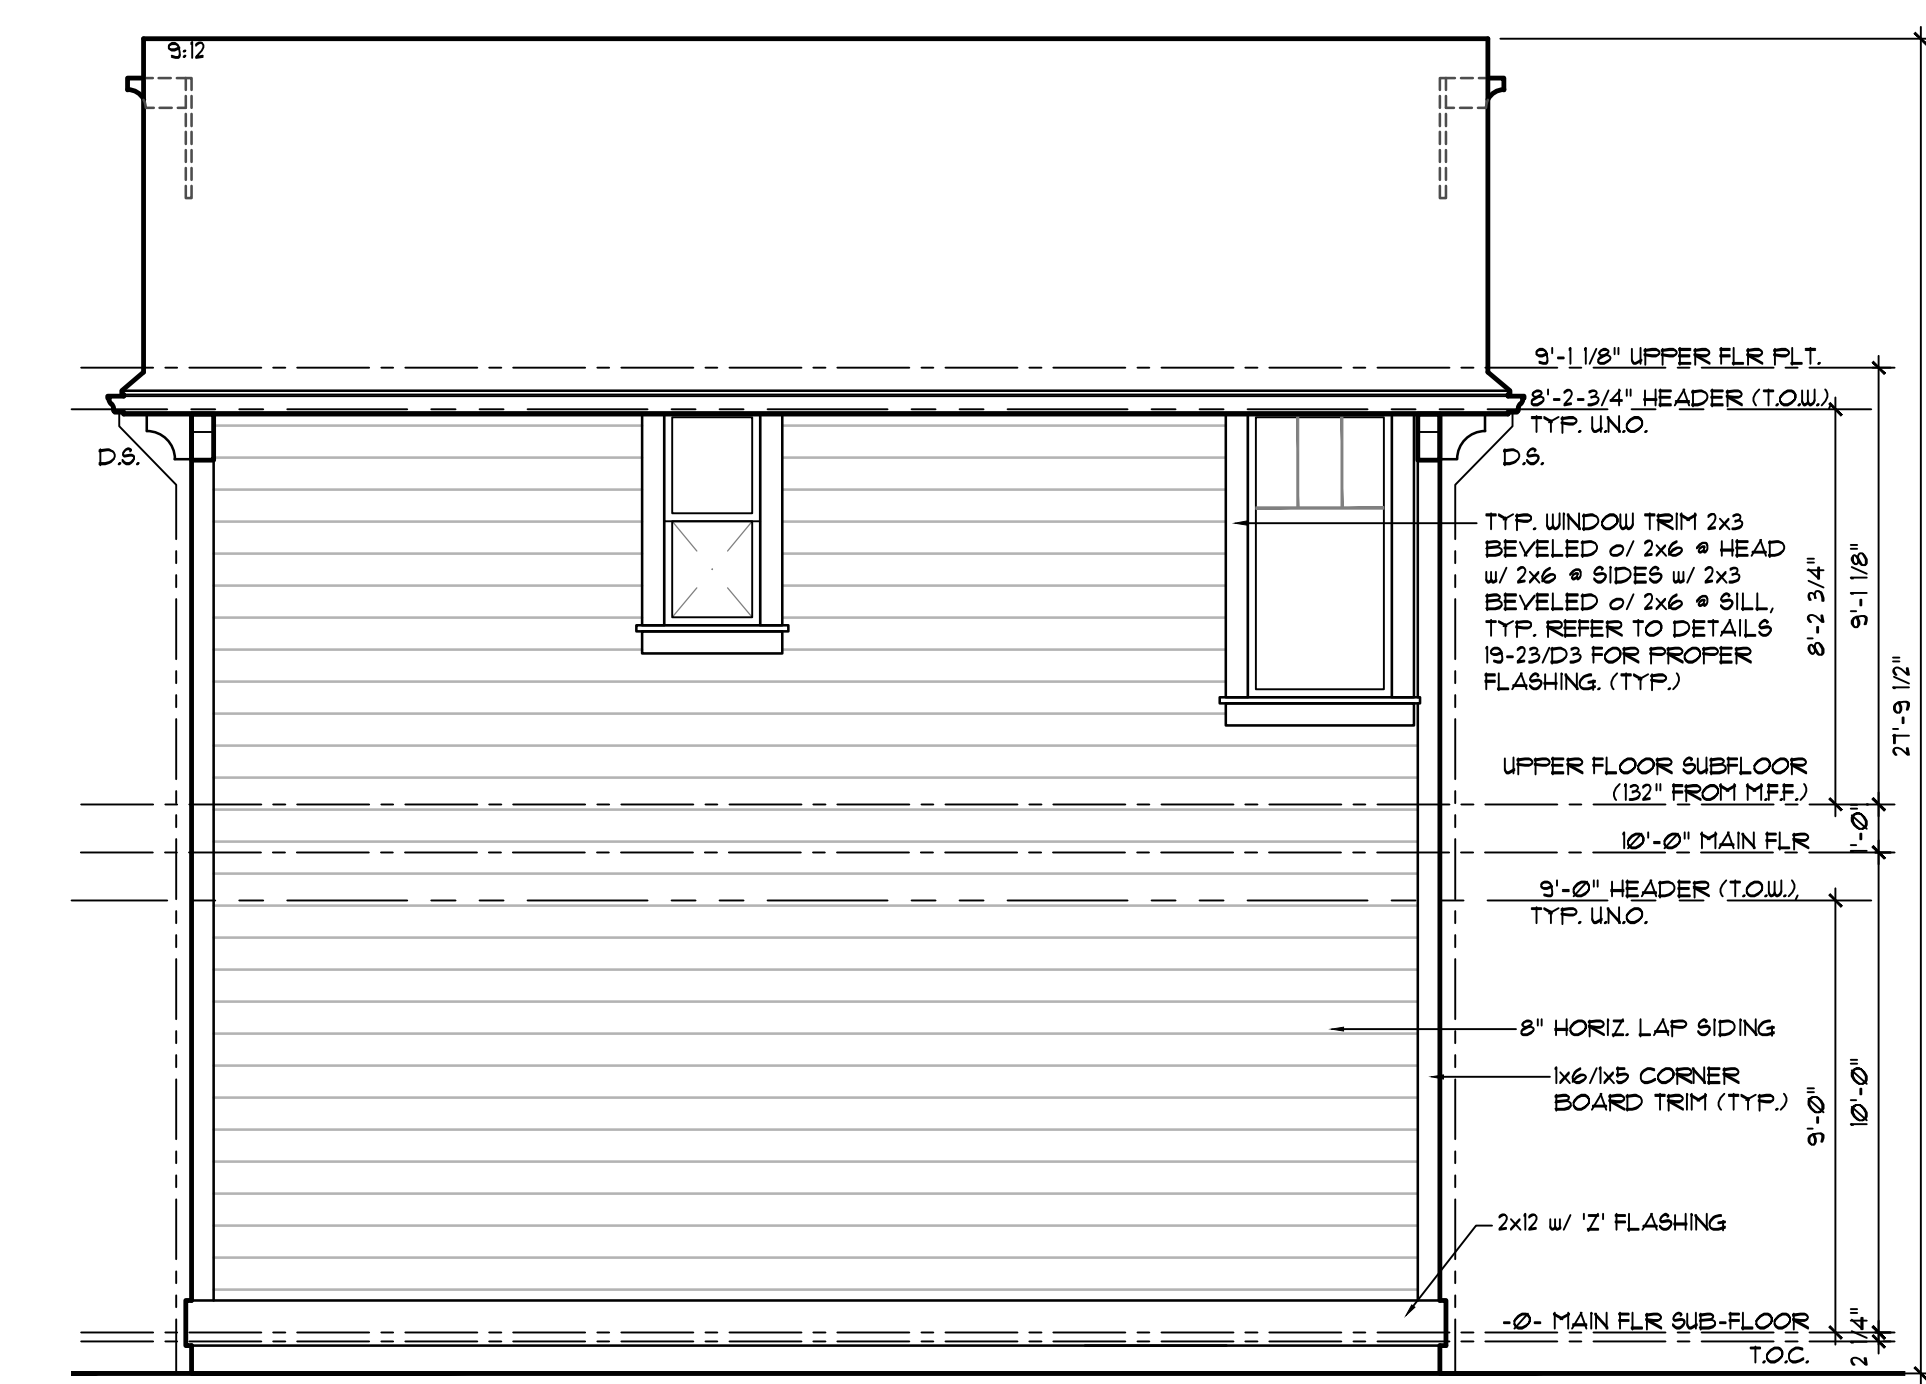 9:12
9'-1 1/8" UPPER FLR PLT.
8'-2-3/4" HEADER (T.O.W.),
TYP. U.N.O.
D.S.
D.S.
TYP. WINDOW TRIM 2x3
BEVELED o/ 2x6 @ HEAD
w/ 2x6 @ SIDES w/ 2x3
BEVELED o/ 2x6 @ SILL,
TYP. REFER TO DETAILS
19-23/D3 FOR PROPER
FLASHING. (TYP.)
8'-2 3/4"
9'-1 1/8"
27'-9 1/2"
UPPER FLOOR SUBFLOOR
(132" FROM M.F.F.)
1'-0"
10'-0" MAIN FLR
9'-0" HEADER (T.O.W.),
TYP. U.N.O.
8" HORIZ. LAP SIDING
1x6/1x5 CORNER
BOARD TRIM (TYP.)
9'-0"
10'-0"
2x12 w/ 'Z' FLASHING
-0- MAIN FLR SUB-FLOOR
T.O.C.
2 1/4"